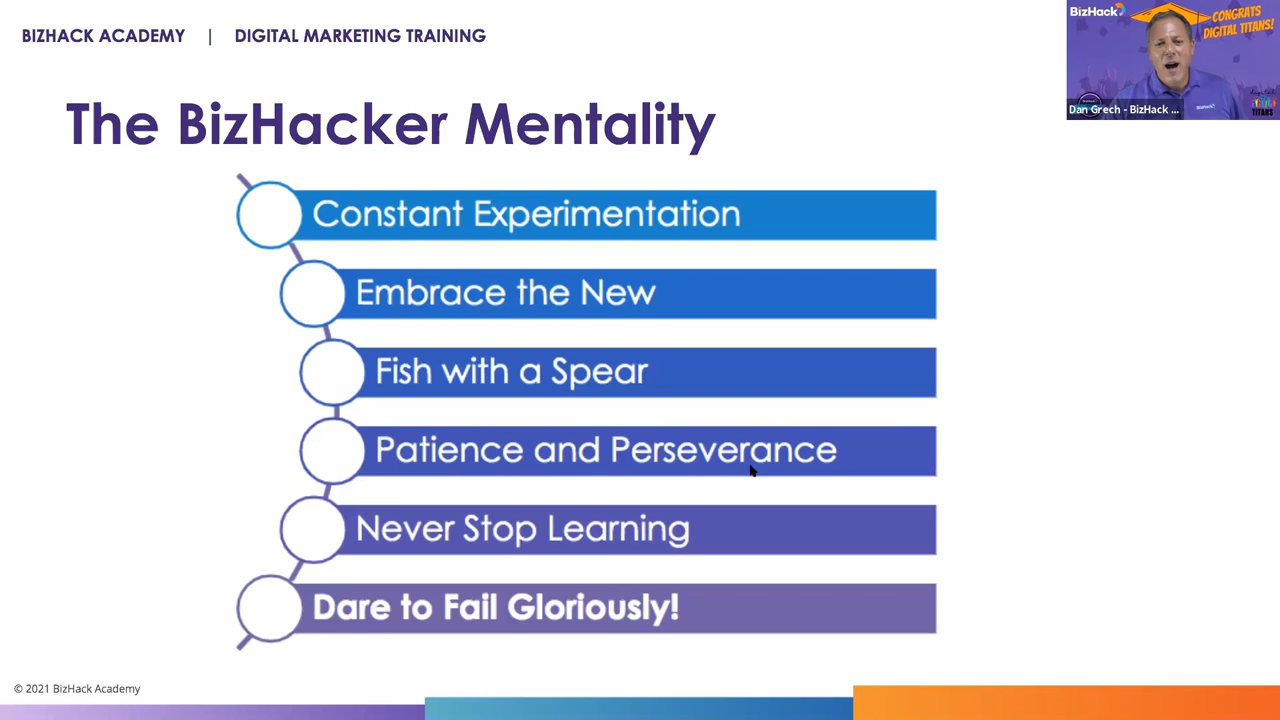 BIZHACK ACADEMY | DIGITAL MARKETING TRAINING
BizHack
CONGRATS
DIGITAL TITANS!
Dan Grech - BizHack ...
TITANS
The BizHacker Mentality
Constant Experimentation
Embrace the New
Fish with a Spear
Patience and Perseverance
Never Stop Learning
Dare to Fail Gloriously!
© 2021 BizHack Academy